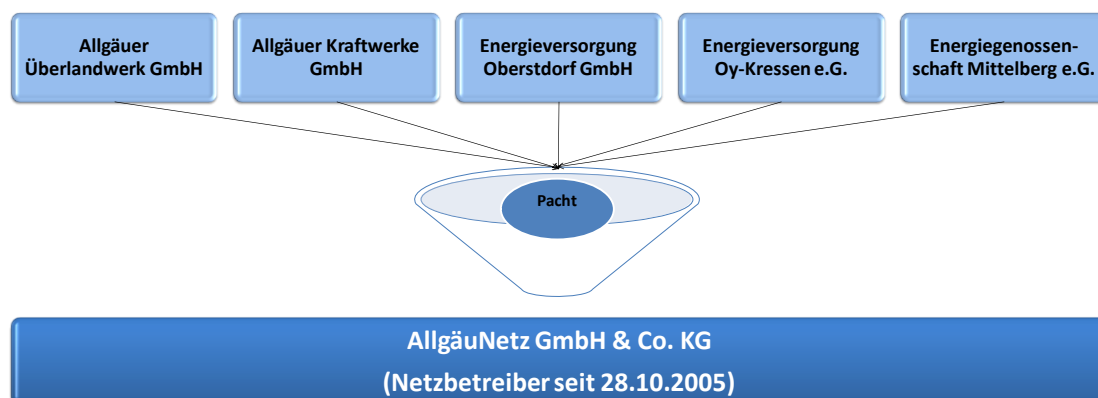 Allgäuer
Überlandwerk GmbH
Allgäuer Kraftwerke
GmbH
Energieversorgung
Oberstdorf GmbH
Energieversorgung
Oy-Kressen e.G.
Energiegenossen-
schaft Mittelberg e.G.
Pacht
AllgäuNetz GmbH & Co. KG
(Netzbetreiber seit 28.10.2005)